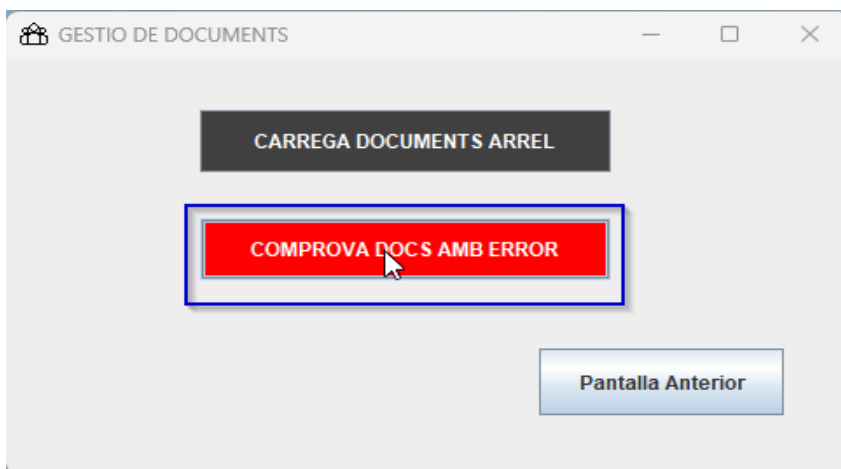 GESTIO DE DOCUMENTS
CARREGA DOCUMENTS ARREL
COMPROVA DOCS AMB ERROR
Pantalla Anterior